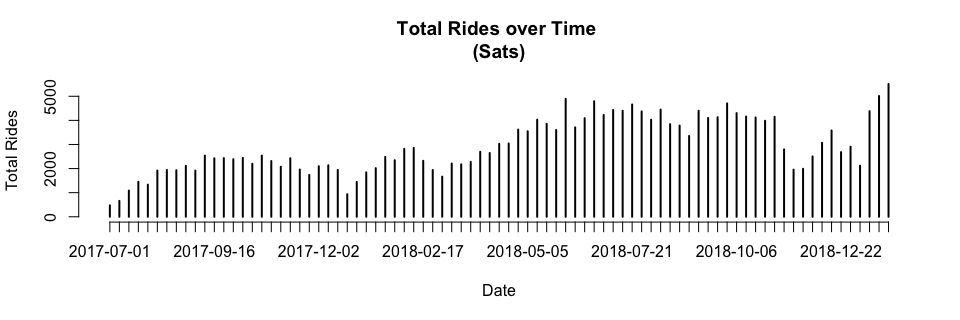 Total Rides over Time
(Sats)
Total Rides
5000
2000
0
2017-07-01 2017-09-16 2017-12-02 2018-02-17 2018-05-05 2018-07-21 2018-10-06 2018-12-22
Date